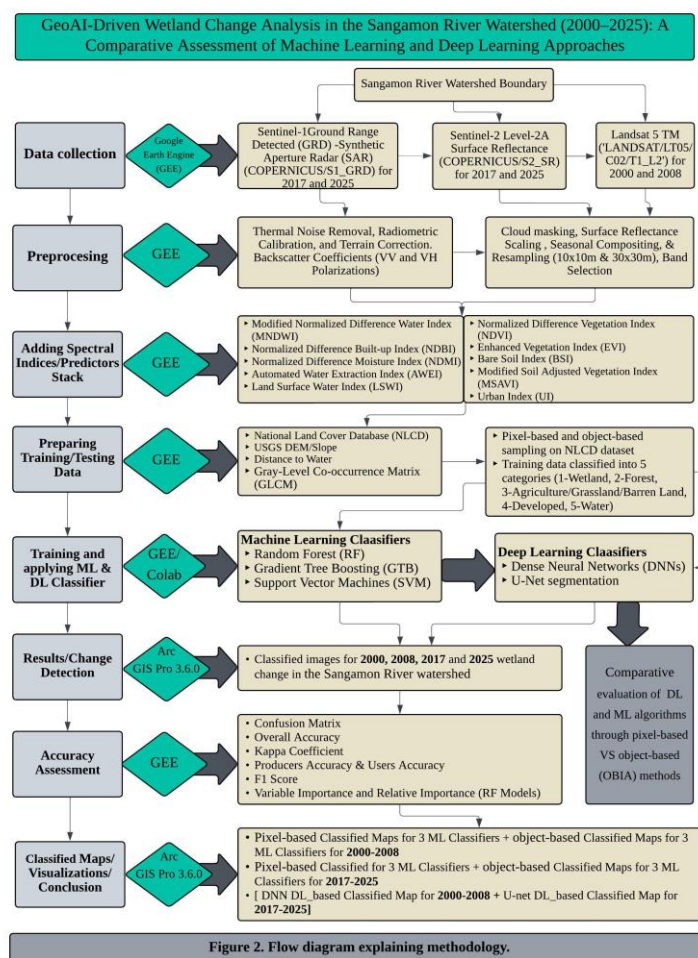 GeoAI-Driven Wetland Change Analysis in the Sangamon River Watershed (2000–2025): A
Comparative Assessment of Machine Learning and Deep Learning Approaches
Sangamon River Watershed Boundary
Data collection
Google
Earth Engine
(GEE)
Sentinel-1Ground Range
Detected (GRD) -Synthetic
Aperture Radar (SAR)
(COPERNICUS/S1_GRD) for
2017 and 2025
Sentinel-2 Level-2A
Surface Reflectance
(COPERNICUS/S2_SR)
for 2017 and 2025
Landsat 5 TM
('LANDSAT/LT05/
C02/T1_L2') for
2000 and 2008
Preprocesing
GEE
Thermal Noise Removal, Radiometric
Calibration, and Terrain Correction.
Backscatter Coefficients (VV and VH
Polarizations)
Cloud masking, Surface Reflectance
Scaling , Seasonal Compositing, &
Resampling (10x10m & 30x30m), Band
Selection
Adding Spectral
Indices/Predictors
Stack
GEE
‣ Modified Normalized Difference Water Index
(MNDWI)
‣ Normalized Difference Built-up Index (NDBI)
‣ Normalized Difference Moisture Index (NDMI)
‣ Automated Water Extraction Index (AWEI)
‣ Land Surface Water Index (LSWI)
‣ Normalized Difference Vegetation Index
(NDVI)
‣ Enhanced Vegetation Index (EVI)
‣ Bare Soil Index (BSI)
‣ Modified Soil Adjusted Vegetation Index
(MSAVI)
‣ Urban Index (UI)
Preparing
Training/Testing
Data
GEE
‣ National Land Cover Database (NLCD)
‣ USGS DEM/Slope
‣ Distance to Water
‣ Gray-Level Co-occurrence Matrix
(GLCM)
‣ Pixel-based and object-based
sampling on NLCD dataset
‣ Training data classified into 5
categories (1-Wetland, 2-Forest,
3-Agriculture/Grassland/Barren Land,
4-Developed, 5-Water)
Training and
applying ML &
DL Classifier
GEE/
Colab
Machine Learning Claasifiers
‣ Random Forest (RF)
‣ Gradient Tree Boosting (GTB)
‣ Support Vector Machines (SVM)
Deep Learning Claasifiers
‣ Dense Neural Networks (DNNs)
‣ U-Net segmentation
Results/Change
Detection
Arc
GIS Pro 3.6.0
• Classified images for 2000, 2008, 2017 and 2025 wetland
change in the Sangamon River watershed
Comparative
evaluation of DL
and ML algorithms
through pixel-based
VS object-based
(OBIA) methods
Accuracy
Assessment
GEE
• Confusion Matrix
• Overall Accuracy
• Kappa Coefficient
• Producers Accuracy & Users Accuracy
• F1 Score
• Variable Importance and Relative Importance (RF Models)
Classified Maps/
Visualizations/
Conclusion
Arc
GIS Pro 3.6.0
• Pixel-based Classified Maps for 3 ML Classifiers + object-based Classified Maps for 3
ML Classifiers for 2000-2008
• Pixel-based Classified for 3 ML Classifiers + object-based Classified Maps for 3 ML
Classifiers for 2017-2025
• [ DNN DL_based Classified Map for 2000-2008 + U-net DL_based Classified Map for
2017-2025]
Figure 2. Flow diagram explaining methodology.